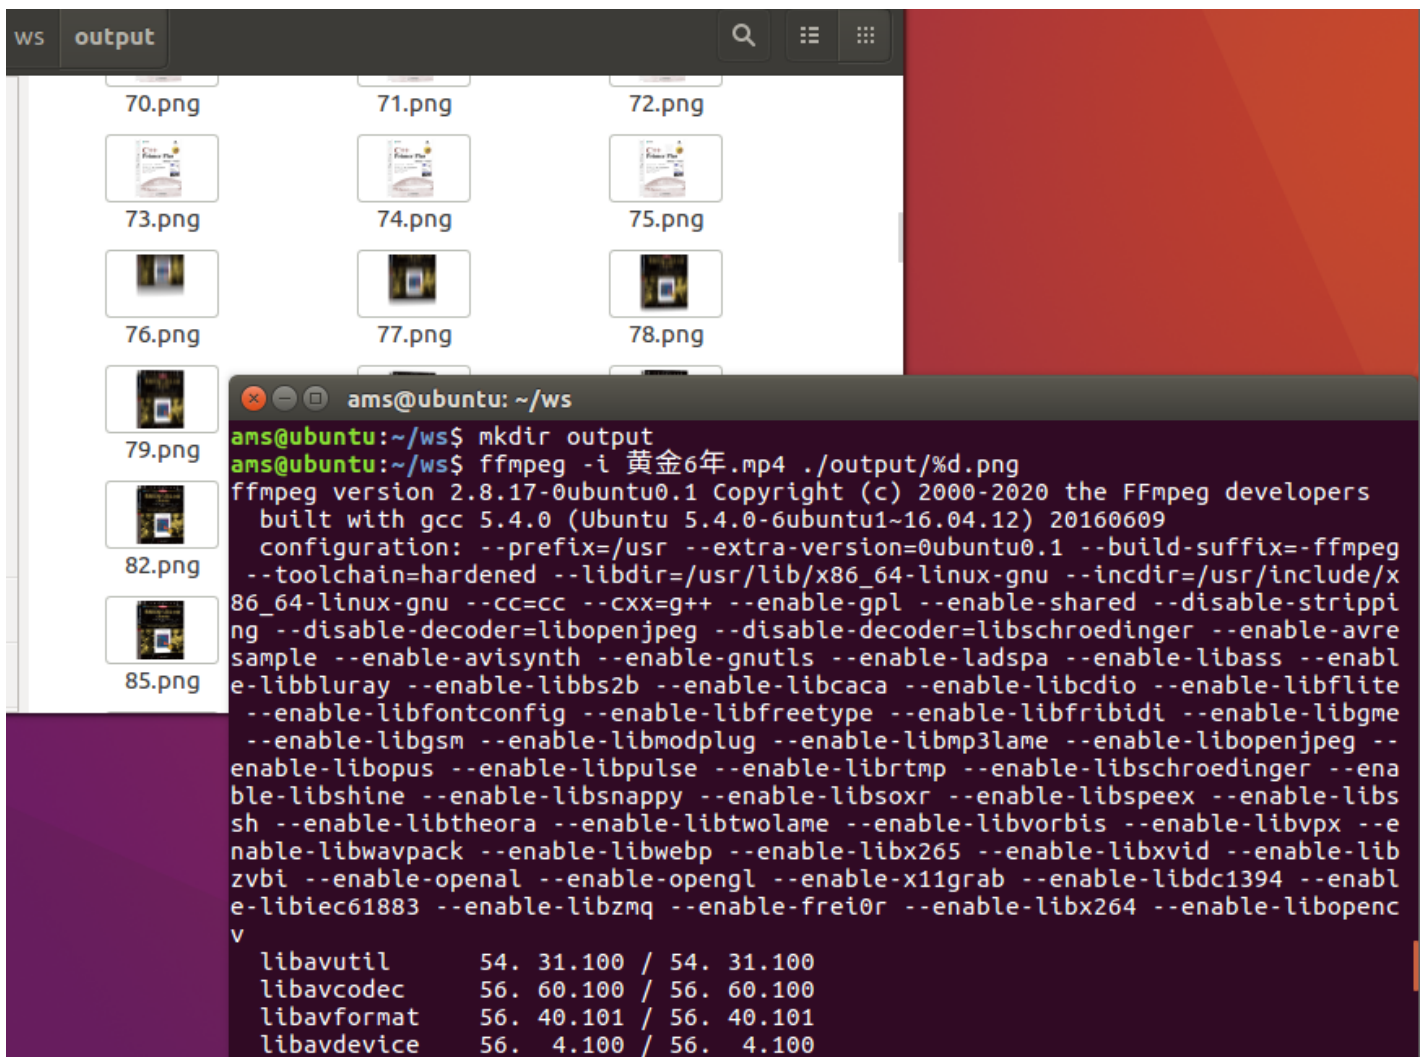 ws output
70.png 71.png 72.png
73.png 74.png 75.png
76.png 77.png 78.png
79.png
82.png
85.png
ams@ubuntu: ~/ws
ams@ubuntu:~/ws$ mkdir output
ams@ubuntu:~/ws$ ffmpeg -i 黄金6年.mp4 ./output/%d.png
ffmpeg version 2.8.17-0ubuntu0.1 Copyright (c) 2000-2020 the FFmpeg developers
  built with gcc 5.4.0 (Ubuntu 5.4.0-6ubuntu1~16.04.12) 20160609
  configuration: --prefix=/usr --extra-version=0ubuntu0.1 --build-suffix=-ffmpeg
 --toolchain=hardened --libdir=/usr/lib/x86_64-linux-gnu --incdir=/usr/include/x
86_64-linux-gnu --cc=cc --cxx=g++ --enable-gpl --enable-shared --disable-strippi
ng --disable-decoder=libopenjpeg --disable-decoder=libschroedinger --enable-avre
sample --enable-avisynth --enable-gnutls --enable-ladspa --enable-libass --enabl
e-libbluray --enable-libbs2b --enable-libcaca --enable-libcdio --enable-libflite
 --enable-libfontconfig --enable-libfreetype --enable-libfribidi --enable-libgme
 --enable-libgsm --enable-libmodplug --enable-libmp3lame --enable-libopenjpeg --
enable-libopus --enable-libpulse --enable-librtmp --enable-libschroedinger --ena
ble-libshine --enable-libsnappy --enable-libsoxr --enable-libspeex --enable-libs
sh --enable-libtheora --enable-libtwolame --enable-libvorbis --enable-libvpx --e
nable-libwavpack --enable-libwebp --enable-libx265 --enable-libxvid --enable-lib
zvbi --enable-openal --enable-opengl --enable-x11grab --enable-libdc1394 --enabl
e-libiec61883 --enable-libzmq --enable-frei0r --enable-libx264 --enable-libopenc
v
  libavutil      54. 31.100 / 54. 31.100
  libavcodec     56. 60.100 / 56. 60.100
  libavformat    56. 40.101 / 56. 40.101
  libavdevice    56.  4.100 / 56.  4.100